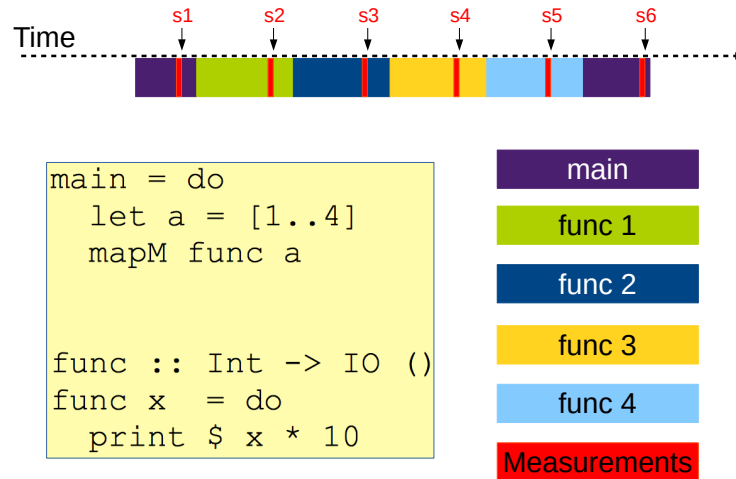 s1 s2 s3 s4 s5 s6
Time
main = do
  let a = [1..4]
  mapM func a
func :: Int -> IO ()
func x  = do
  print $ x * 10
main
func 1
func 2
func 3
func 4
Measurements